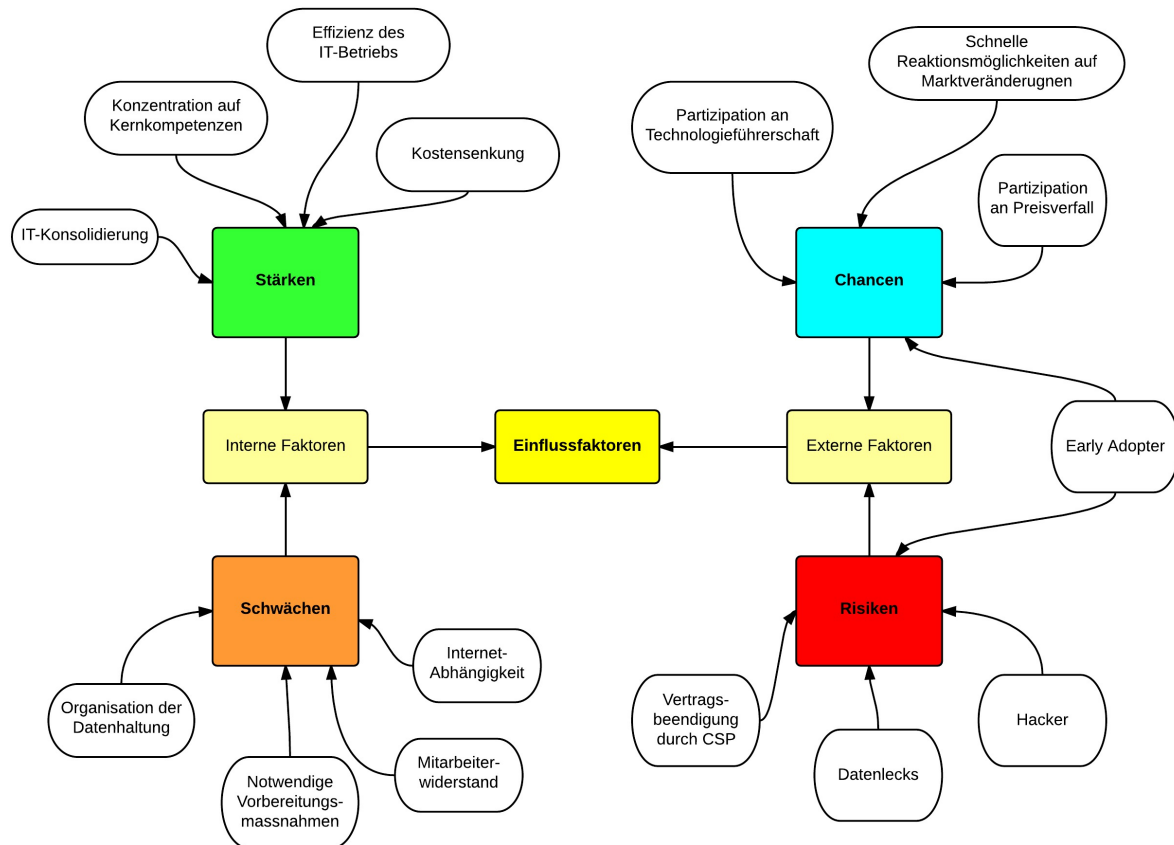 Effizienz des
IT-Betriebs
Konzentration auf
Kernkompetenzen
Kostensenkung
IT-Konsolidierung
Stärken
Schnelle
Reaktionsmöglichkeiten auf
Marktveränderugnen
Partizipation an
Technologieführerschaft
Partizipation
an Preisverfall
Chancen
Interne Faktoren
Einflussfaktoren
Externe Faktoren
Early Adopter
Schwächen
Internet-
Abhängigkeit
Organisation der
Datenhaltung
Notwendige
Vorbereitungs-
massnahmen
Mitarbeiter-
widerstand
Risiken
Vertrags-
beendigung
durch CSP
Datenlecks
Hacker